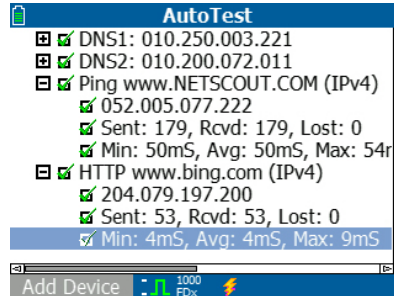 AutoTest
DNS1: 010.250.003.221
DNS2: 010.200.072.011
Ping www.NETSCOUT.COM (IPv4)
052.005.077.222
Sent: 179, Rcvd: 179, Lost: 0
Min: 50mS, Avg: 50mS, Max: 54m
HTTP www.bing.com (IPv4)
204.079.197.200
Sent: 53, Rcvd: 53, Lost: 0
Min: 4mS, Avg: 4mS, Max: 9mS
Add Device 1000
FDx